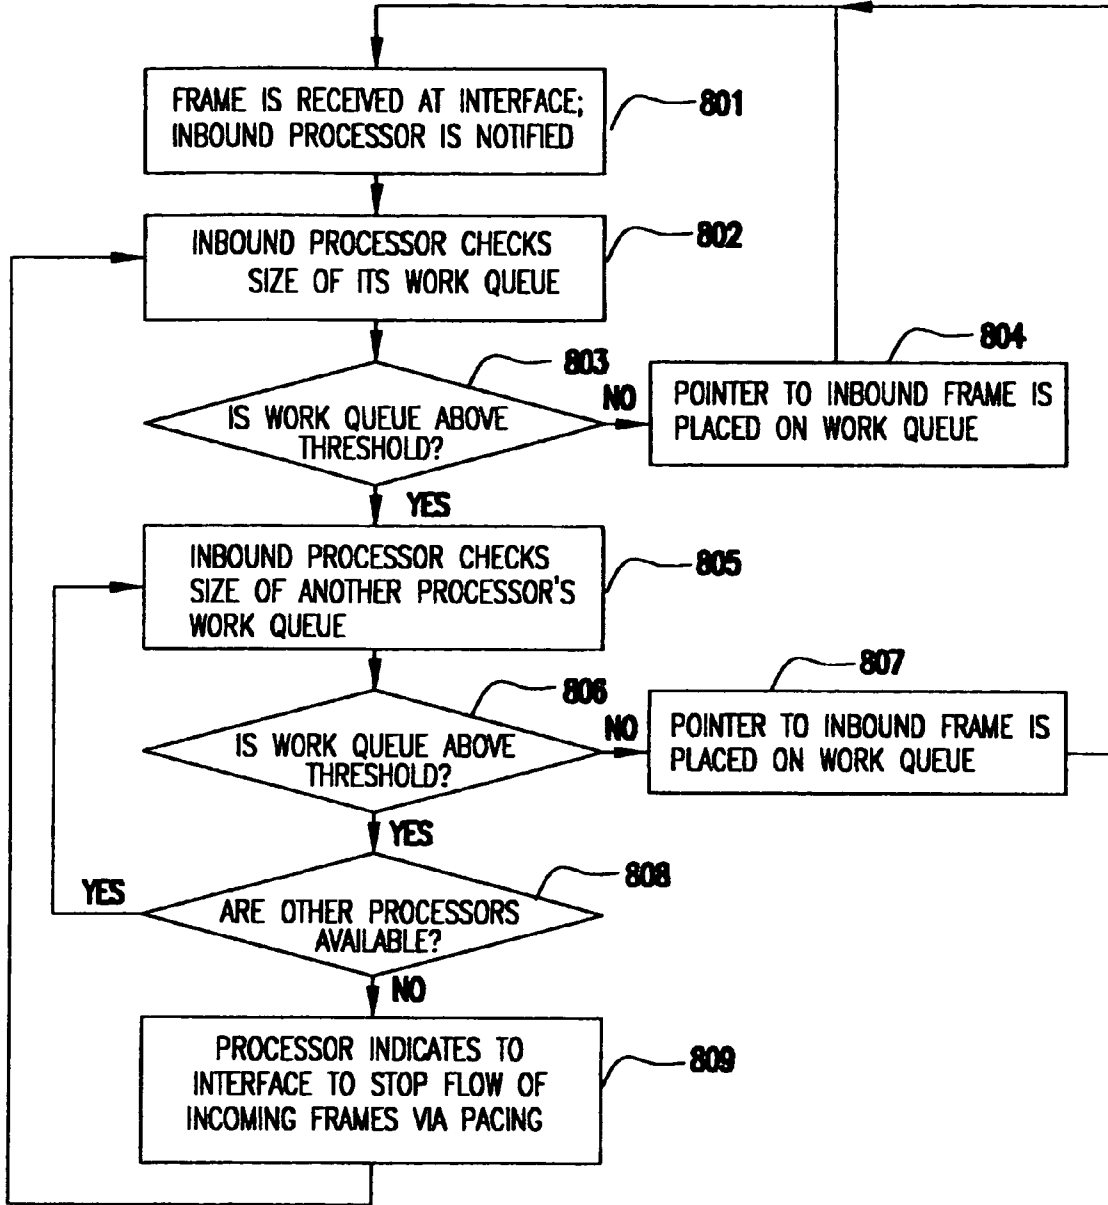 FRAME IS RECEIVED AT INTERFACE;
INBOUND PROCESSOR IS NOTIFIED
801
INBOUND PROCESSOR CHECKS
SIZE OF ITS WORK QUEUE
802
803
IS WORK QUEUE ABOVE
THRESHOLD?
NO
804
POINTER TO INBOUND FRAME IS
PLACED ON WORK QUEUE
YES
INBOUND PROCESSOR CHECKS
SIZE OF ANOTHER PROCESSOR'S
WORK QUEUE
805
806
IS WORK QUEUE ABOVE
THRESHOLD?
NO
807
POINTER TO INBOUND FRAME IS
PLACED ON WORK QUEUE
YES
808
ARE OTHER PROCESSORS
AVAILABLE?
YES
NO
PROCESSOR INDICATES TO
INTERFACE TO STOP FLOW OF
INCOMING FRAMES VIA PACING
809